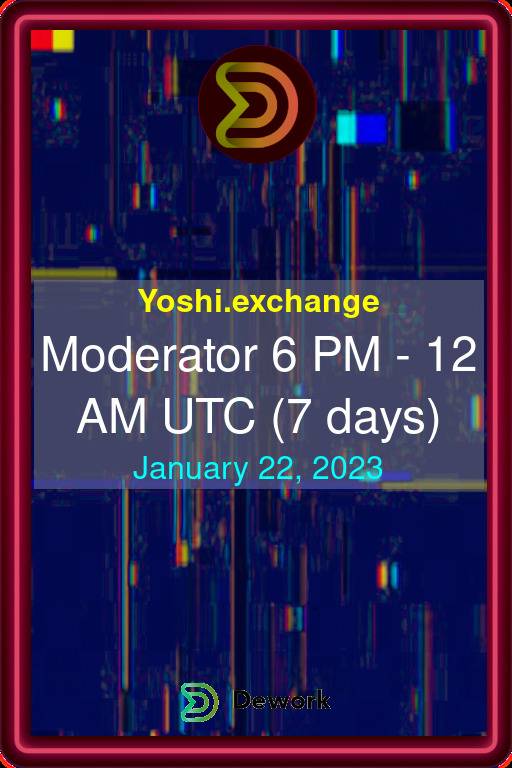 Yoshi.exchange
Moderator 6 PM - 12
AM UTC (7 days)
January 22, 2023
Dework